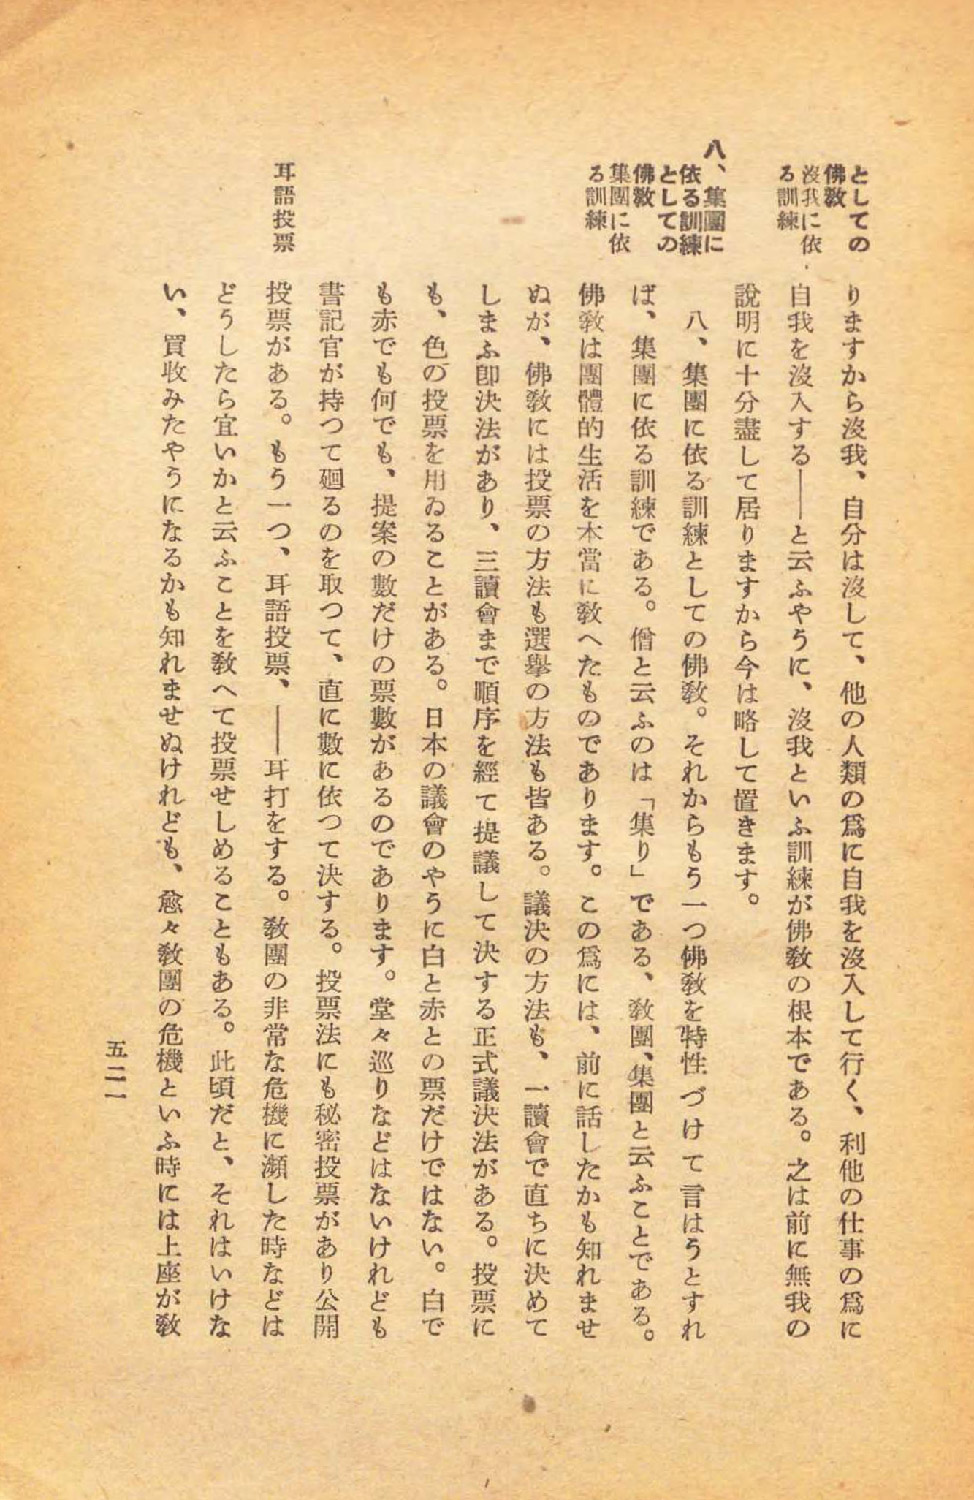 としての
佛敎
沒我に依
る訓練
八、集團に
依る訓練
としての
佛敎
集團に依
る訓練
耳語投票
りますから沒我、自分は沒して、他の人類の爲に自我を沒入して行く、利他の仕事の爲に
自我を沒入する――と云ふやうに、沒我といふ訓練が佛敎の根本である。之は前に無我の
說明に十分盡して居りますから今は略して置きます。
八、集團に依る訓練としての佛敎。それからもう一つ佛敎を特性づけて言はうとすれ
ば、集團に依る訓練である。僧と云ふのは「集り」である、敎團、集團と云ふことである。
佛敎は團體的生活を本當に敎へたものであります。この爲には、前に話したかも知れませ
ぬが、佛敎には投票の方法も選擧の方法も皆ある。議決の方法も、一讀會で直ちに決めて
しまふ卽決法があり、三讀會まで順序を經て提議して決する正式議決法がある。投票に
も、色の投票を用ゐることがある。日本の議會のやうに白と赤との票だけではない。白で
も赤でも何でも、提案の數だけの票數があるのであります。堂々巡りなどはないけれども
書記官が持つて廻るのを取つて、直に數に依つて決する。投票法にも秘密投票があり公開
投票がある。もう一つ、耳語投票、――耳打をする。敎團の非常な危機に瀕した時などは
どうしたら宜いかと云ふことを敎へて投票せしめることもある。此頃だと、それはいけな
い、買收みたやうになるかも知れませぬけれども、愈々敎團の危機といふ時には上座が敎
五二一